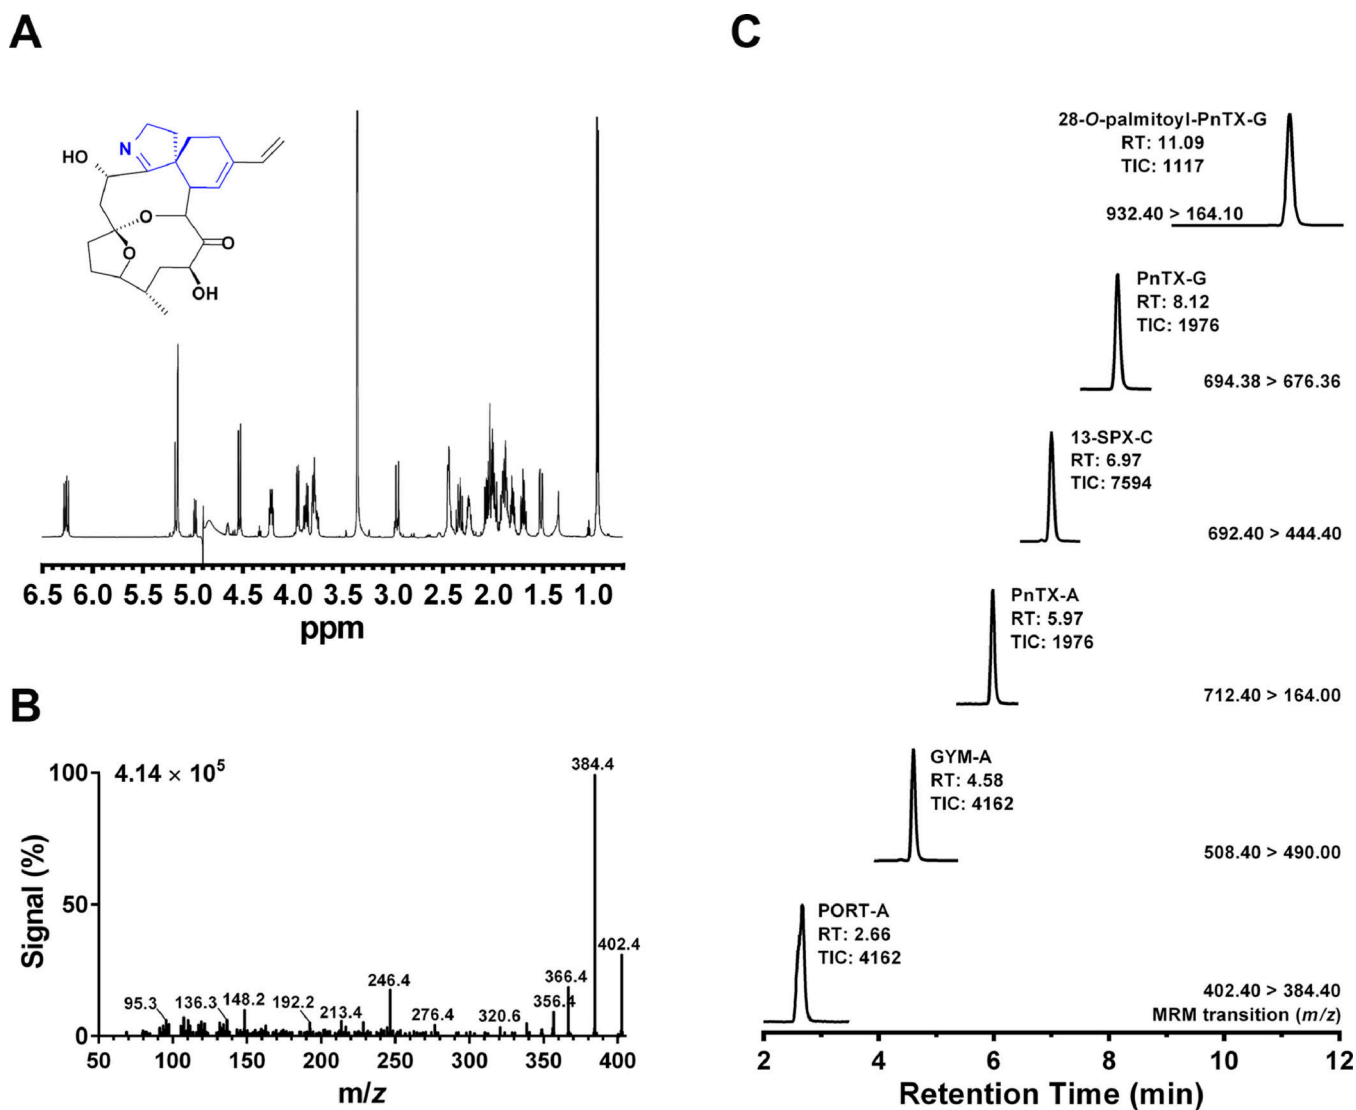 A
N
HO
O
O
O
OH
6.5 6.0 5.5 5.0 4.5 4.0 3.5 3.0 2.5 2.0 1.5 1.0
ppm
B
4.14 × 10⁵
100
50
0
Signal (%)
384.4
402.4
246.4
366.4
356.4
95.3
136.3
148.2
192.2
213.4
276.4
320.6
50 100 150 200 250 300 350 400
m/z
C
28-O-palmitoyl-PnTX-G
RT: 11.09
TIC: 1117
932.40 > 164.10
PnTX-G
RT: 8.12
TIC: 1976
694.38 > 676.36
13-SPX-C
RT: 6.97
TIC: 7594
692.40 > 444.40
PnTX-A
RT: 5.97
TIC: 1976
712.40 > 164.00
GYM-A
RT: 4.58
TIC: 4162
508.40 > 490.00
PORT-A
RT: 2.66
TIC: 4162
402.40 > 384.40
MRM transition (m/z)
2 4 6 8 10 12
Retention Time (min)